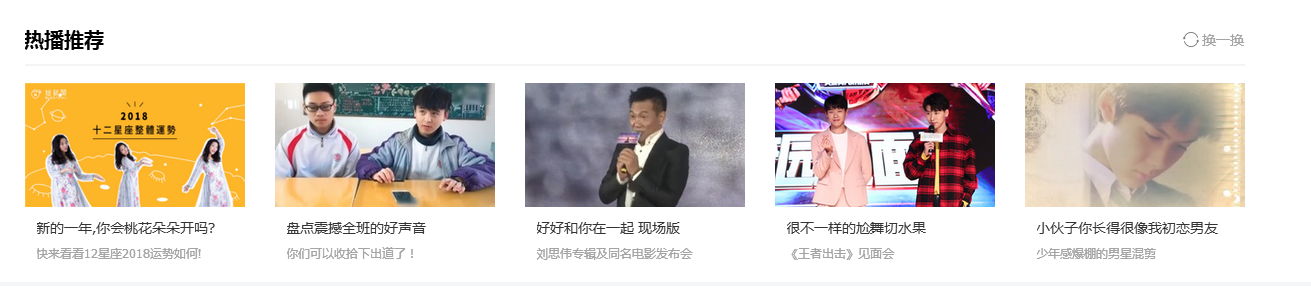 热播推荐
换一换
2018
十二星座整體運勢
新的一年,你会桃花朵朵开吗?
快来看看12星座2018运势如何!
盘点震撼全班的好声音
你们可以收拾下出道了！
好好和你在一起 现场版
刘思伟专辑及同名电影发布会
很不一样的尬舞切水果
《王者出击》见面会
小伙子你长得很像我初恋男友
少年感爆棚的男星混剪